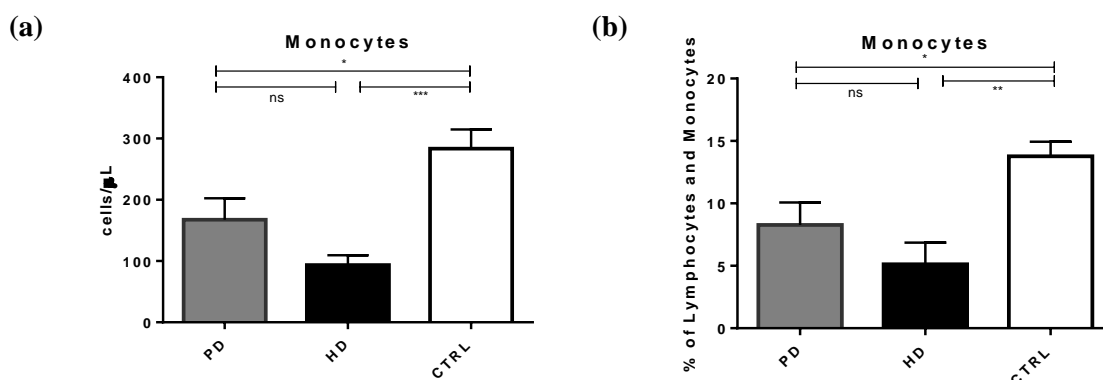 (a)
Monocytes
*
ns
***
400
300
200
100
0
cells/μL
PD
HD
CTRL
(b)
Monocytes
*
ns
**
20
15
10
5
0
% of Lymphocytes and Monocytes
PD
HD
CTRL